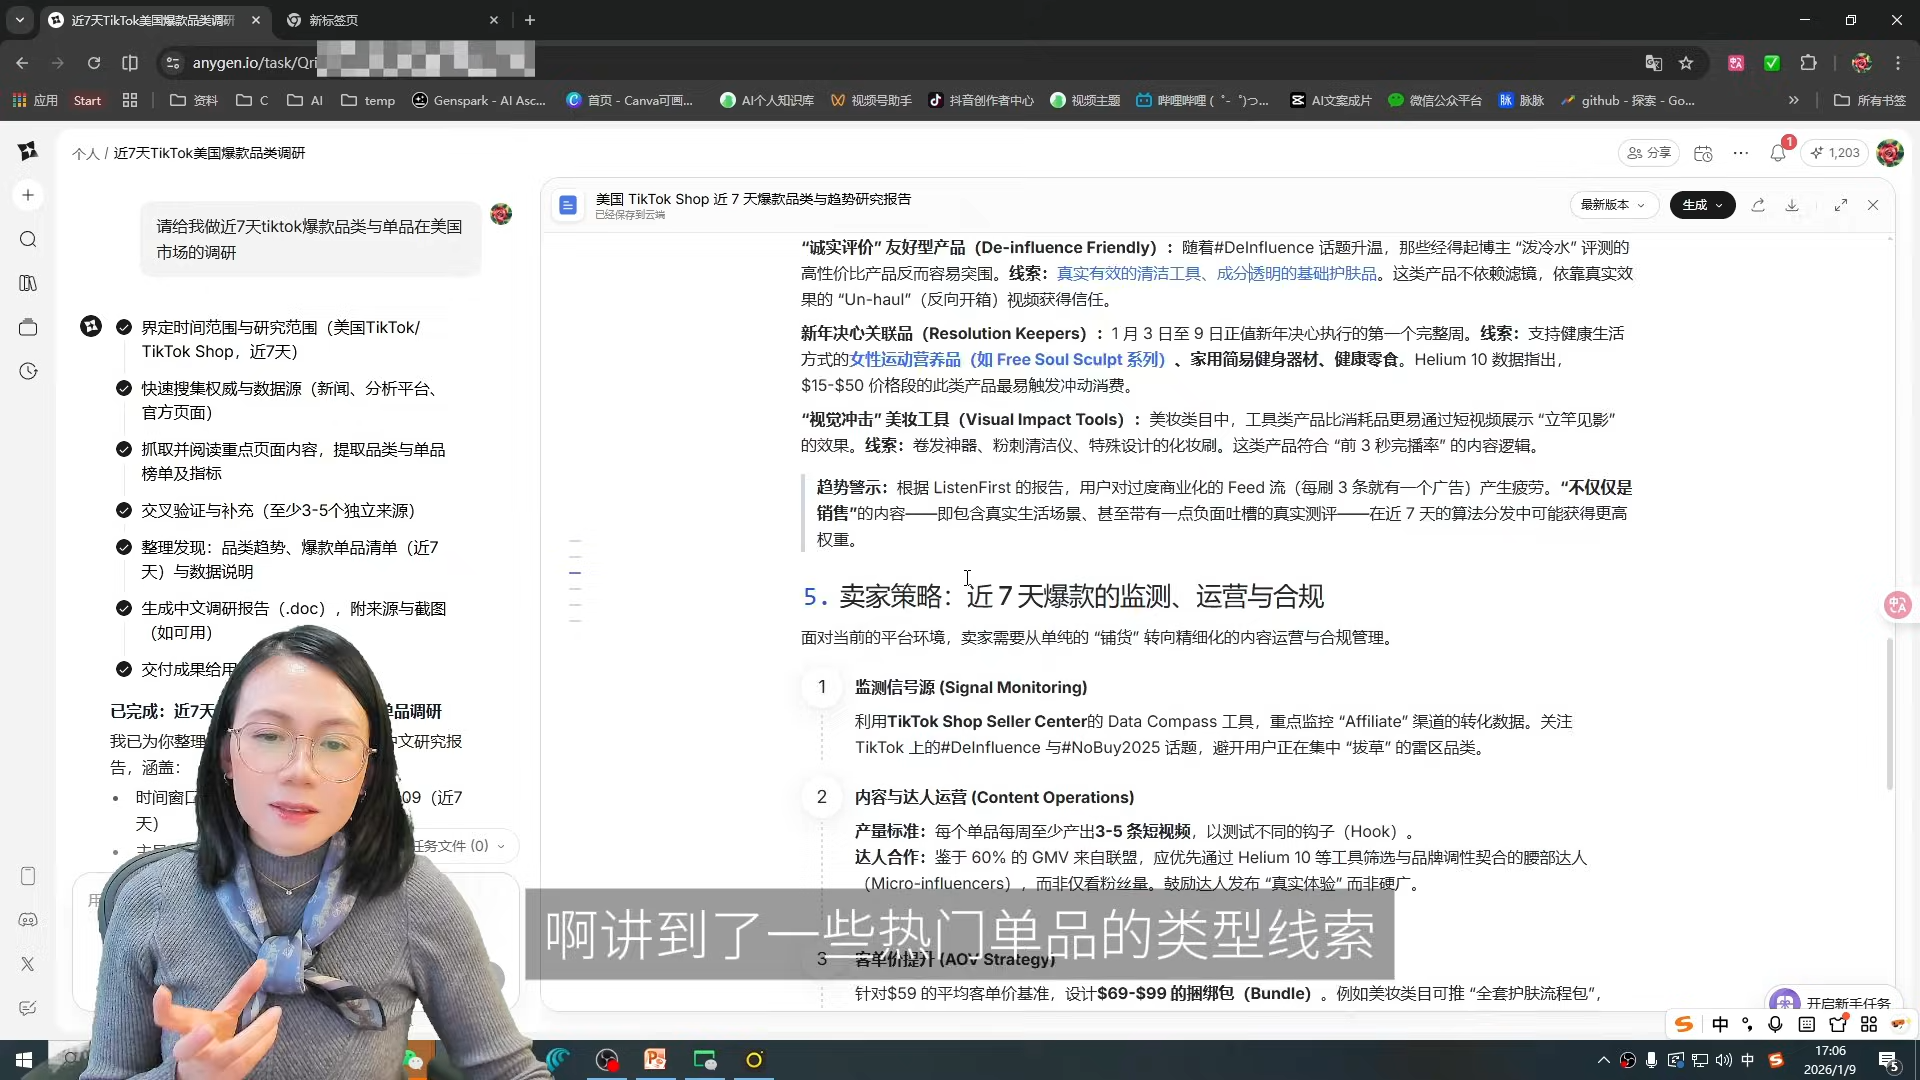 近7天TikTok美国爆款品类调研
新标签页
anygen.io/task/Qri
应用
Start
资料
C
AI
temp
Genspark - AI Asc...
首页 - Canva可画...
AI个人知识库
视频号助手
抖音创作者中心
视频主题
哔哩哔哩 ( ゜- ゜)つ...
AI文案成片
微信公众平台
脉脉
github - 探索 - Go...
所有书签
个人 / 近7天TikTok美国爆款品类调研
分享
1
1,203
请给我做近7天tiktok爆款品类与单品在美国
市场的调研
界定时间范围与研究范围（美国TikTok/
TikTok Shop，近7天）
快速搜集权威与数据源（新闻、分析平台、
官方页面）
抓取并阅读重点页面内容，提取品类与单品
榜单及指标
交叉验证与补充（至少3-5个独立来源）
整理发现：品类趋势、爆款单品清单（近7
天）与数据说明
生成中文调研报告（.doc），附来源与截图
（如可用）
交付成果给用
已完成：近7天
单品调研
我已为你整理
中文研究报
告，涵盖：
时间窗口
09（近7
天）
任务文件 (0)
美国 TikTok Shop 近 7 天爆款品类与趋势研究报告
已经保存到云端
最新版本
生成
“诚实评价” 友好型产品（De-influence Friendly）：随着#DeInfluence 话题升温，那些经得起博主 “泼冷水” 评测的
高性价比产品反而容易突围。线索：真实有效的清洁工具、成分透明的基础护肤品。这类产品不依赖滤镜，依靠真实效
果的 “Un-haul”（反向开箱）视频获得信任。
新年决心关联品（Resolution Keepers）：1 月 3 日至 9 日正值新年决心执行的第一个完整周。线索：支持健康生活
方式的女性运动营养品（如 Free Soul Sculpt 系列）、家用简易健身器材、健康零食。Helium 10 数据指出，
$15-$50 价格段的此类产品最易触发冲动消费。
“视觉冲击” 美妆工具（Visual Impact Tools）：美妆类目中，工具类产品比消耗品更易通过短视频展示 “立竿见影”
的效果。线索：卷发神器、粉刺清洁仪、特殊设计的化妆刷。这类产品符合 “前 3 秒完播率” 的内容逻辑。
趋势警示：根据 ListenFirst 的报告，用户对过度商业化的 Feed 流（每刷 3 条就有一个广告）产生疲劳。“不仅仅是
销售”的内容——即包含真实生活场景、甚至带有一点负面吐槽的真实测评——在近 7 天的算法分发中可能获得更高
权重。
5. 卖家策略：近 7 天爆款的监测、运营与合规
面对当前的平台环境，卖家需要从单纯的 “铺货” 转向精细化的内容运营与合规管理。
1
监测信号源 (Signal Monitoring)
利用TikTok Shop Seller Center的 Data Compass 工具，重点监控 “Affiliate” 渠道的转化数据。关注
TikTok 上的#DeInfluence 与#NoBuy2025 话题，避开用户正在集中 “拔草” 的雷区品类。
2
内容与达人运营 (Content Operations)
产量标准：每个单品每周至少产出3-5 条短视频，以测试不同的钩子（Hook）。
达人合作：鉴于 60% 的 GMV 来自联盟，应优先通过 Helium 10 等工具筛选与品牌调性契合的腰部达人
（Micro-influencers），而非仅看粉丝量。鼓励达人发布 “真实体验” 而非硬广。
啊讲到了一些热门单品的类型线索
3
客单价提升 (AOV Strategy)
针对$59 的平均客单价基准，设计$69-$99 的捆绑包（Bundle）。例如美妆类目可推 “全套护肤流程包”，
开启新手任务
中
中
17:06
2026/1/9
5